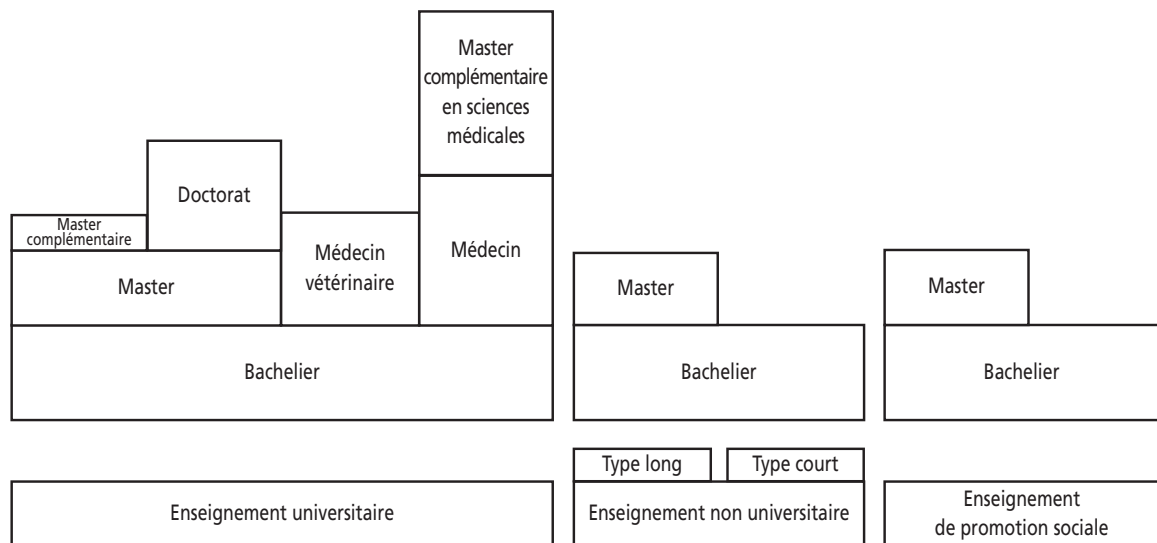 Master
complémentaire
en sciences
médicales
Doctorat
Master
complémentaire
Médecin
vétérinaire
Médecin
Master
Master
Master
Bachelier
Bachelier
Bachelier
Type long
Type court
Enseignement universitaire
Enseignement non universitaire
Enseignement
de promotion sociale